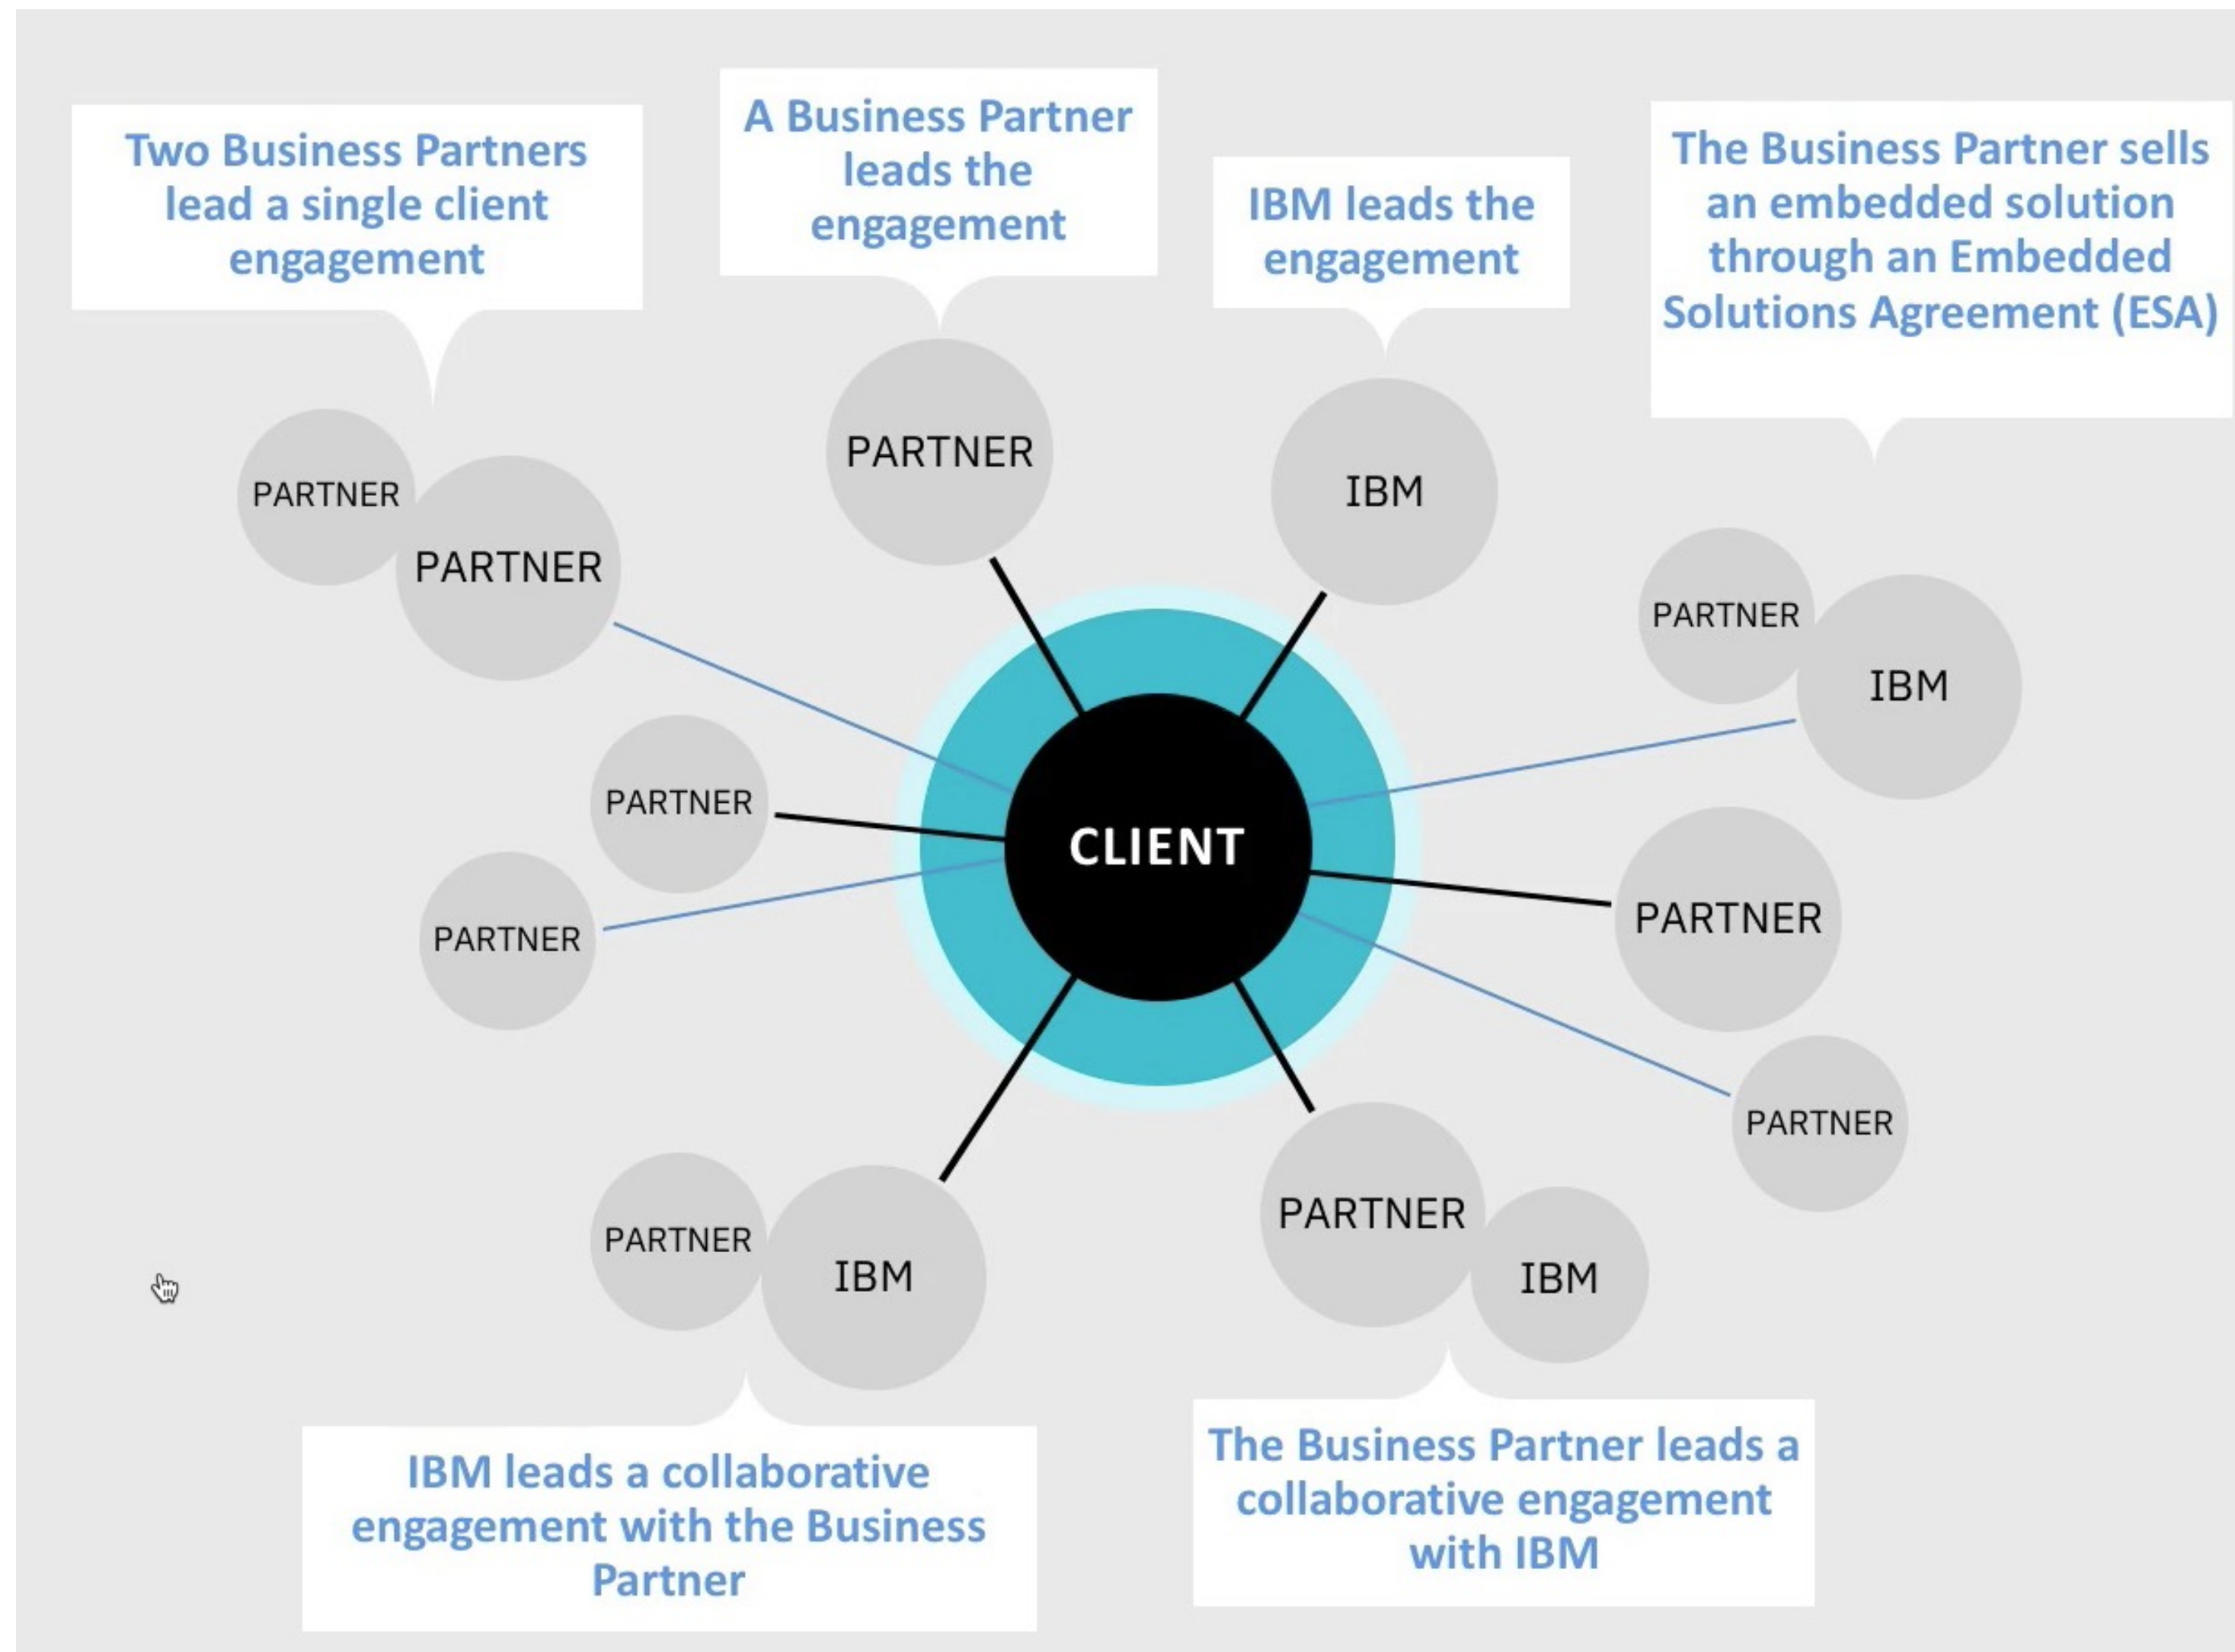 Two Business Partners
lead a single client
engagement
A Business Partner
leads the
engagement
IBM leads the
engagement
The Business Partner sells
an embedded solution
through an Embedded
Solutions Agreement (ESA)
PARTNER
PARTNER
PARTNER
IBM
PARTNER
IBM
PARTNER
PARTNER
CLIENT
PARTNER
PARTNER
PARTNER
IBM
PARTNER
IBM
IBM leads a collaborative
engagement with the Business
Partner
The Business Partner leads a
collaborative engagement
with IBM